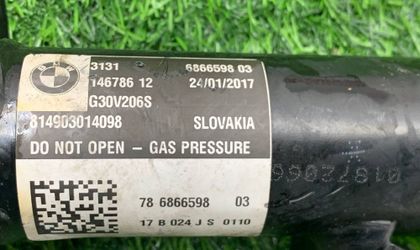 BMW
3131 6866598 03
146786 12 24/01/2017
G30V206S
814903014098 SLOVAKIA
DO NOT OPEN – GAS PRESSURE
78 6866598 03
17 B 024 J S 0110